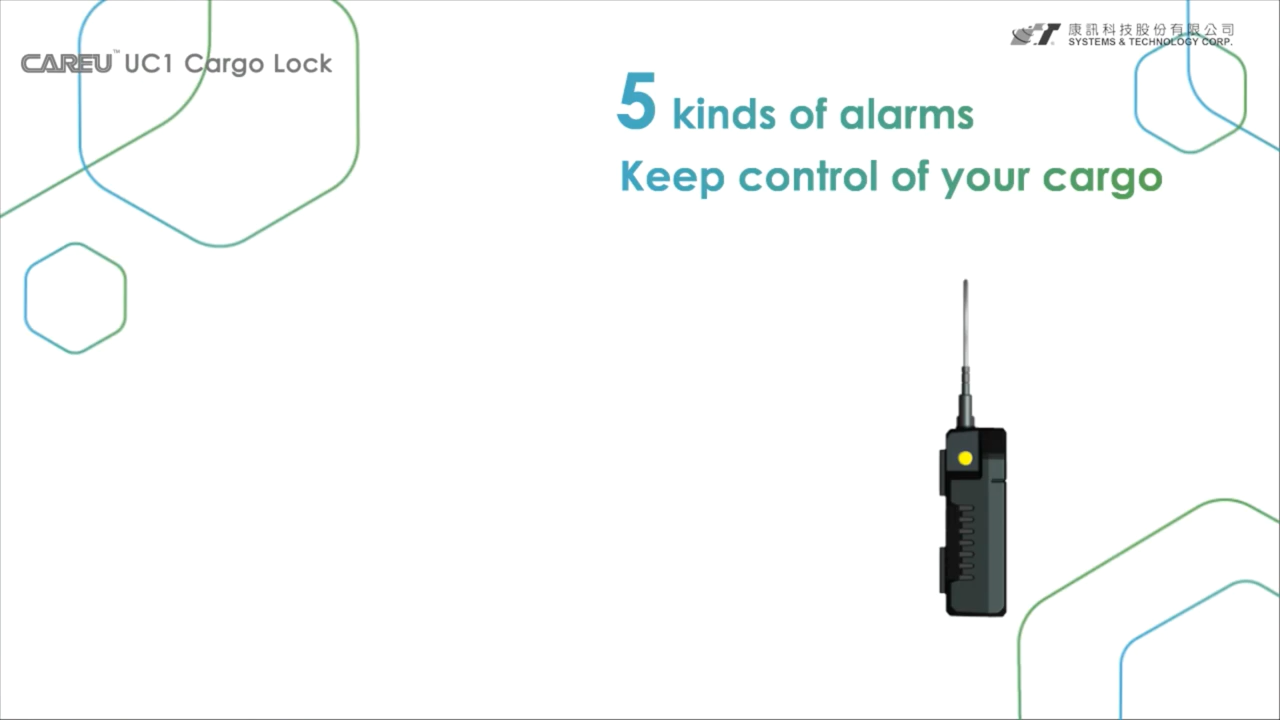 CAREU™ UC1 Cargo Lock
康訊科技股份有限公司
SYSTEMS & TECHNOLOGY CORP.
5 kinds of alarms
Keep control of your cargo